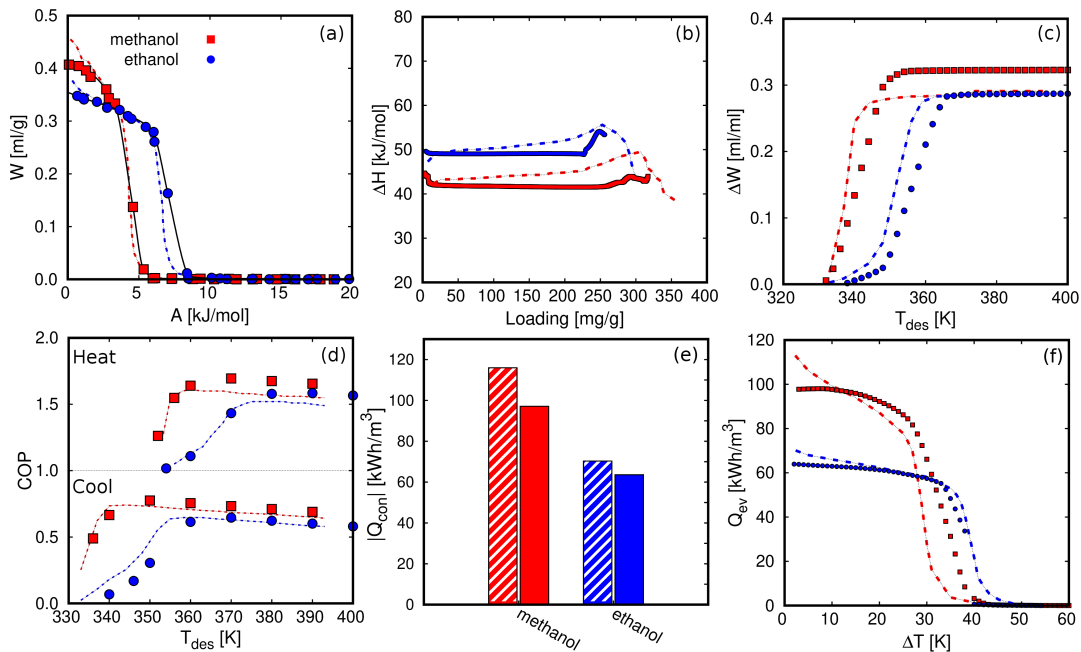 (a)
methanol
ethanol
W [ml/g]
0.5
0.4
0.3
0.2
0.1
0.0
0 5 10 15 20
A [kJ/mol]
(b)
ΔH [kJ/mol]
80
70
60
50
40
30
20
0 50 100 150 200 250 300 350 400
Loading [mg/g]
(c)
ΔW [ml/ml]
0.4
0.3
0.2
0.1
0.0
320 340 360 380 400
Tdes [K]
(d)
Heat
Cool
COP
2.0
1.5
1.0
0.5
0.0
330 340 350 360 370 380 390 400
Tdes [K]
(e)
|Qcon| [kWh/m³]
120
100
80
60
40
20
0
methanol
ethanol
(f)
Qev [kWh/m³]
120
100
80
60
40
20
0
0 10 20 30 40 50 60
ΔT [K]